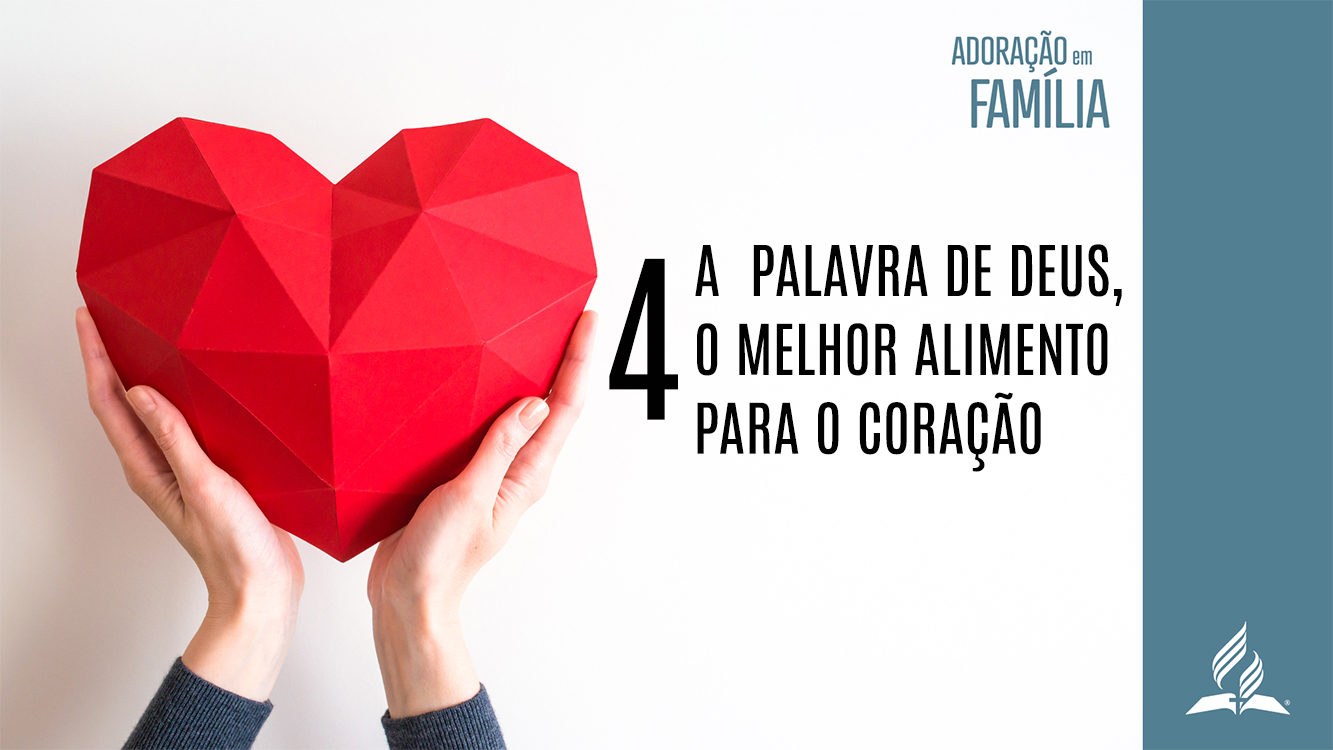 ADORAÇÃO em
FAMÍLIA
4
A PALAVRA DE DEUS,
O MELHOR ALIMENTO
PARA O CORAÇÃO
®